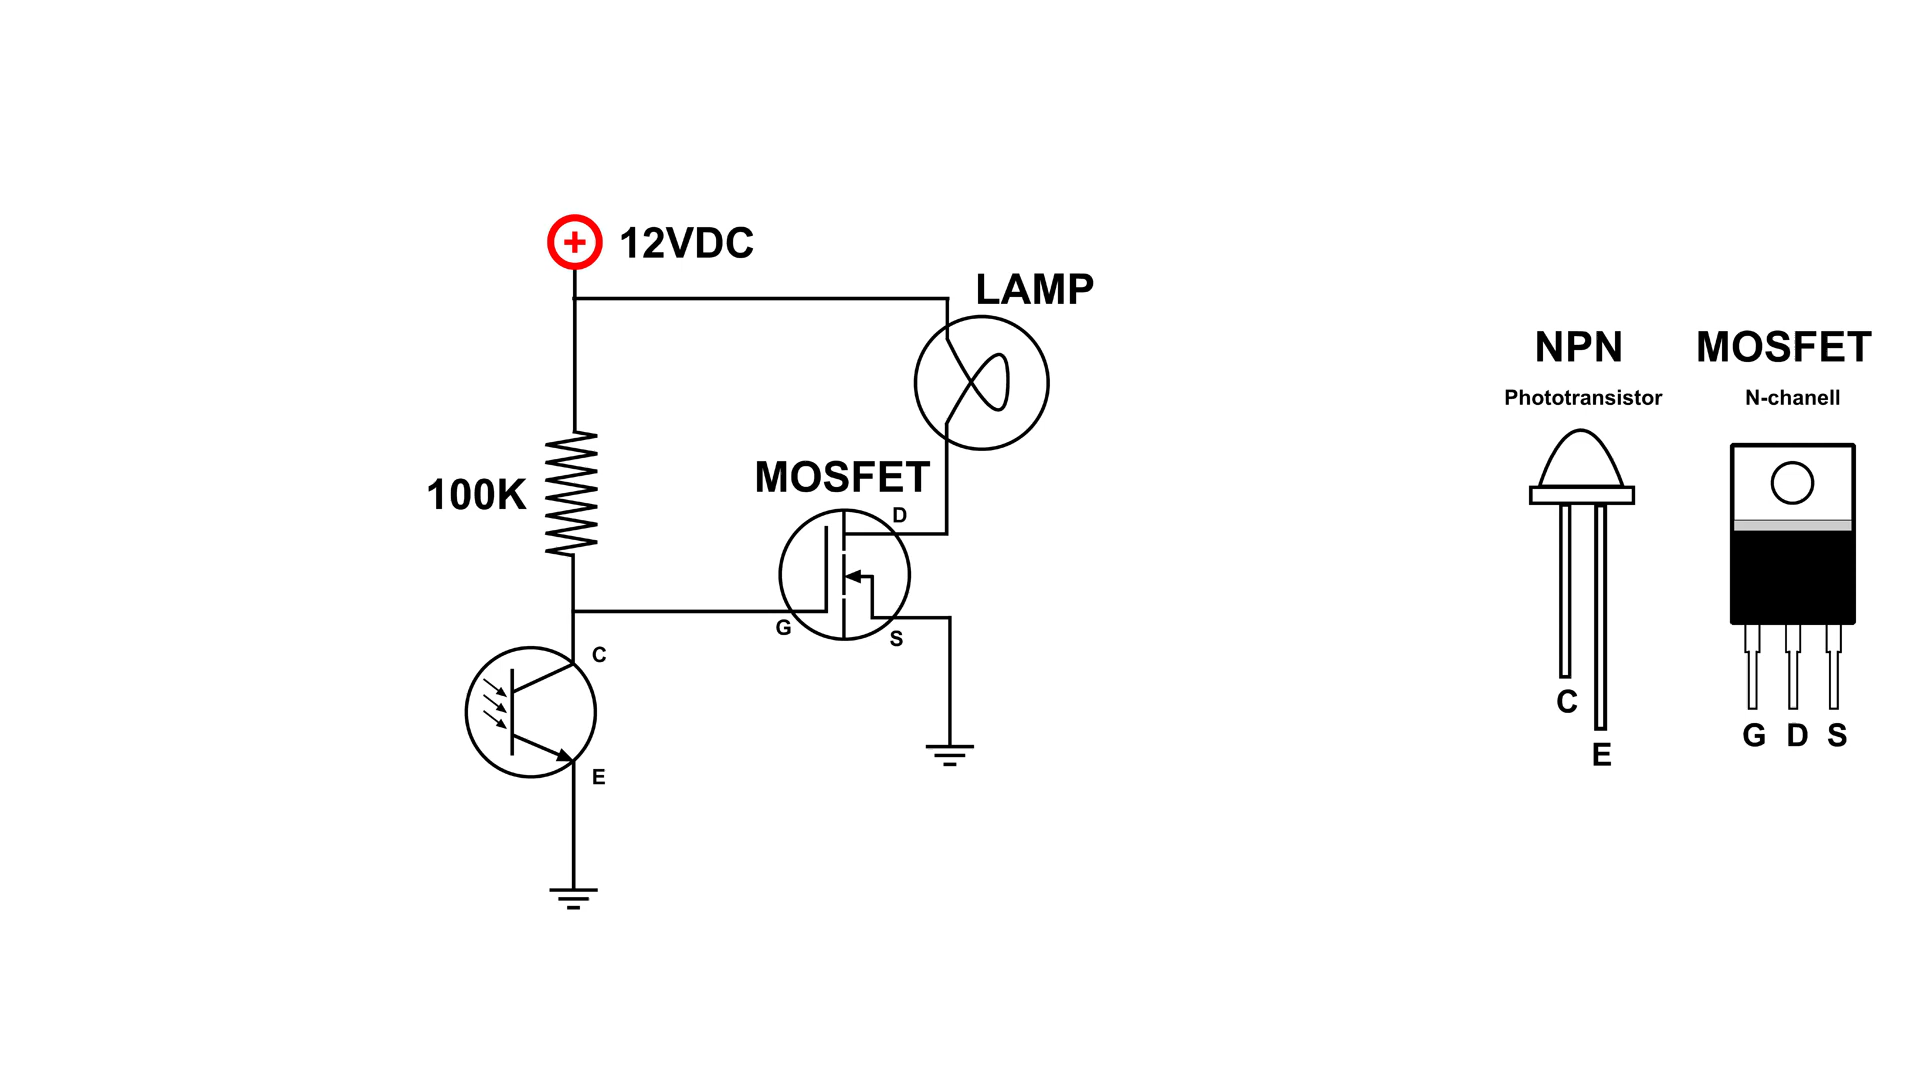 12VDC
LAMP
100K
MOSFET
D
G
S
C
E
NPN
Phototransistor
C
E
MOSFET
N-chanell
G D S